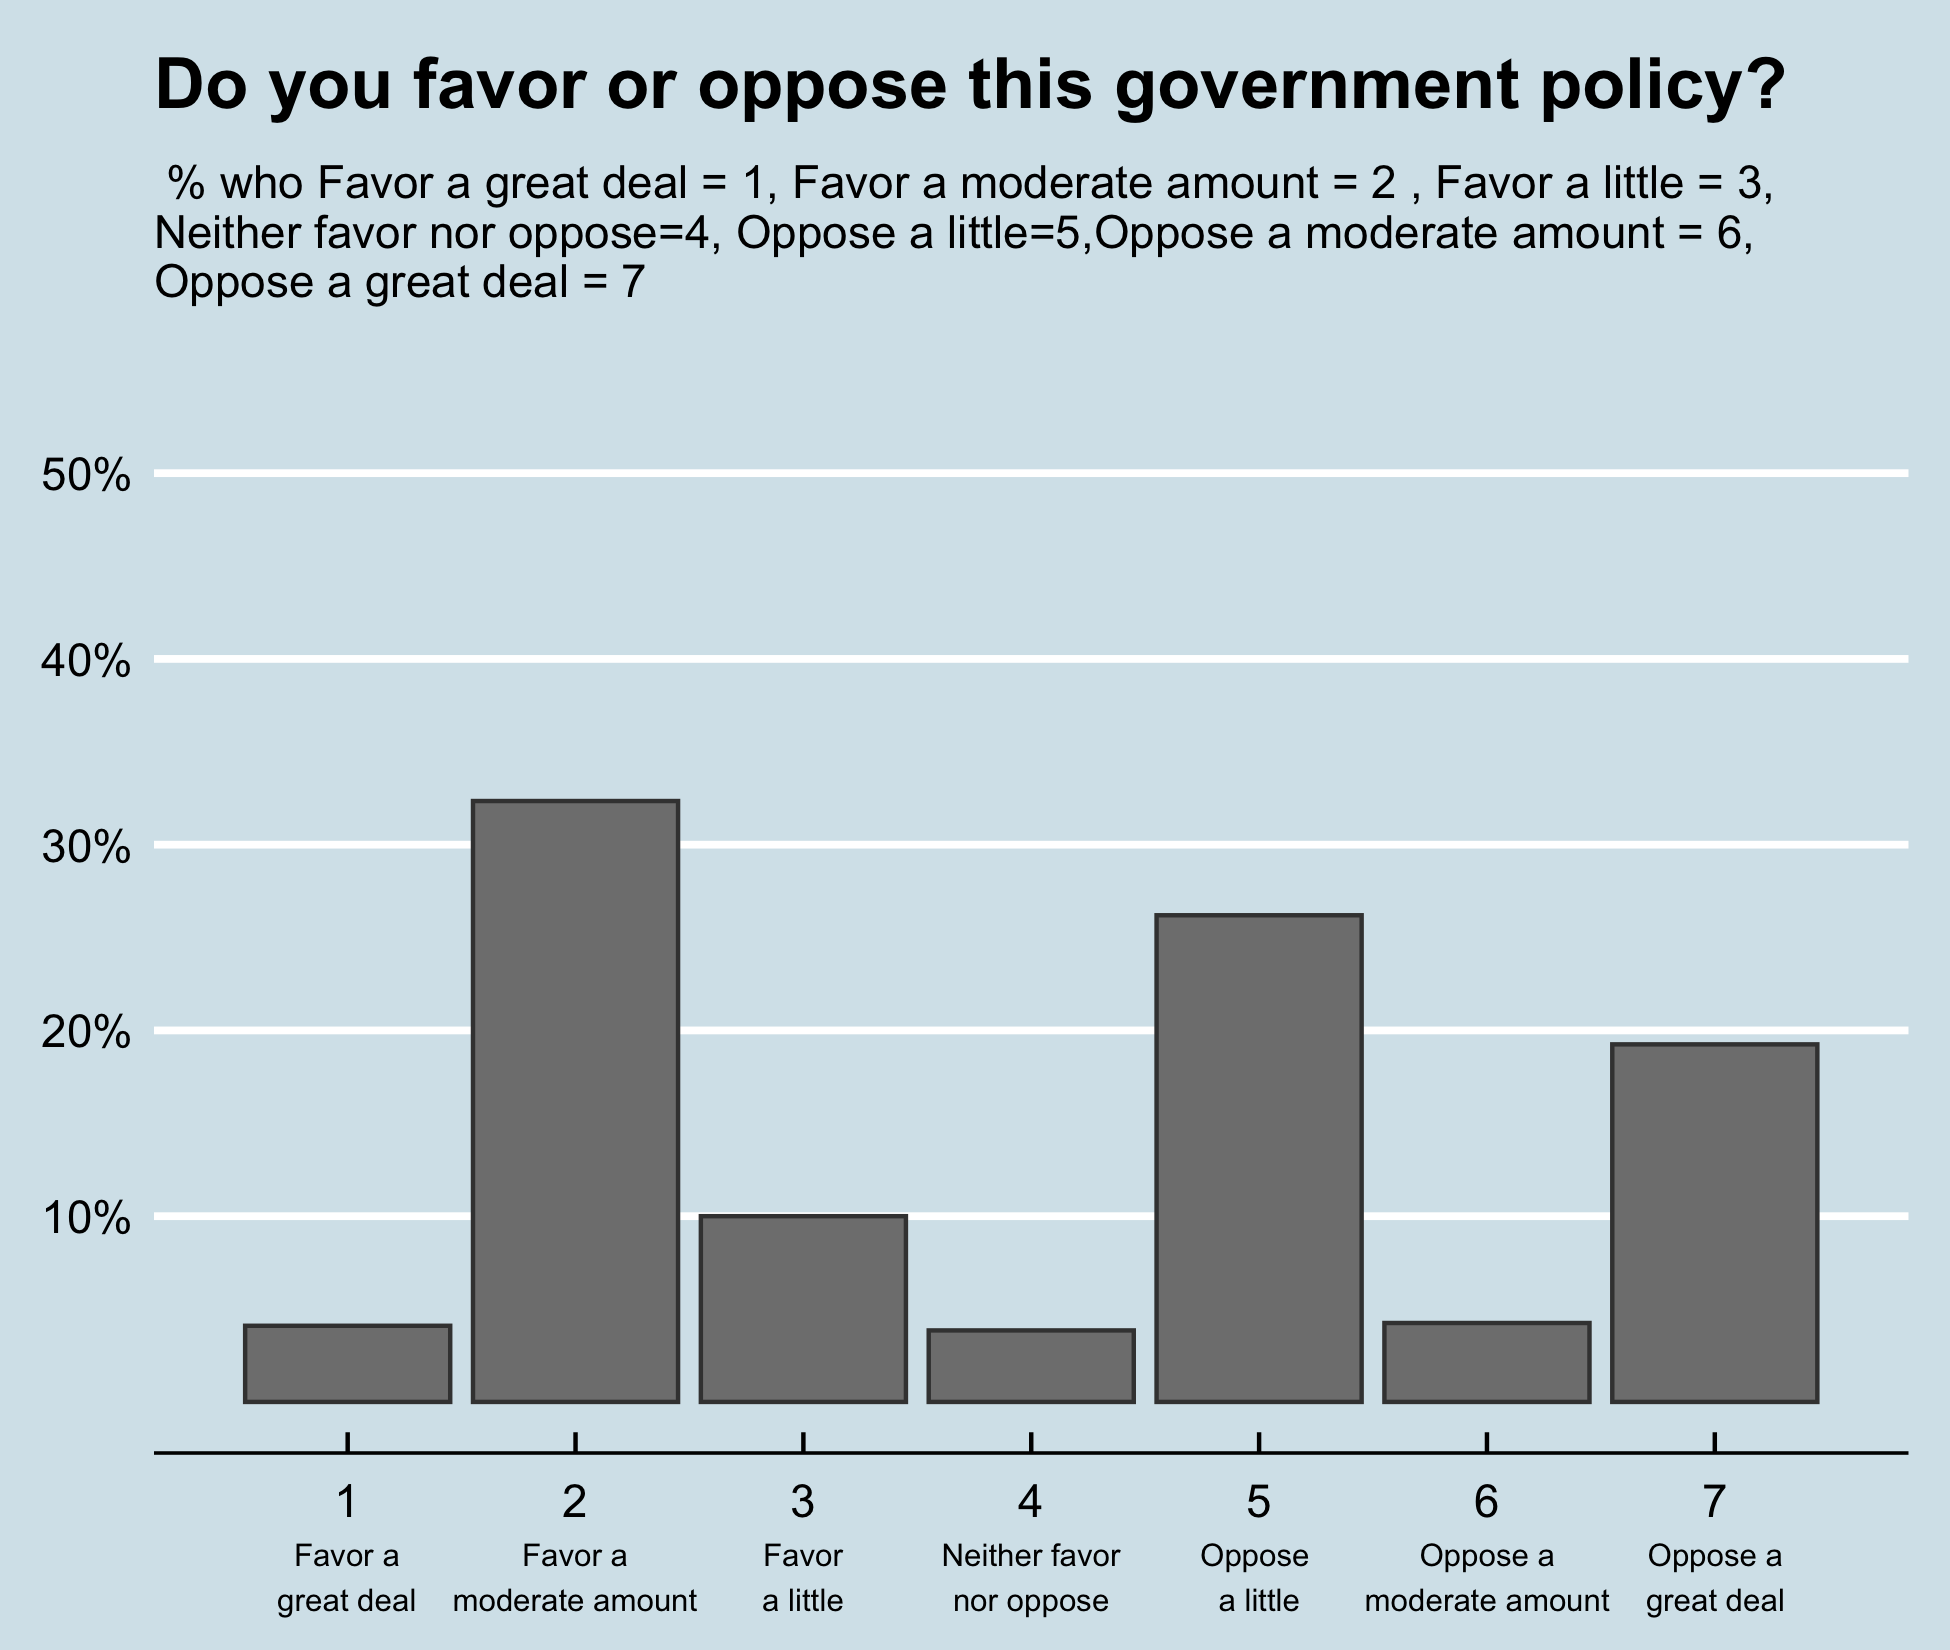 Do you favor or oppose this government policy?
% who Favor a great deal = 1, Favor a moderate amount = 2 , Favor a little = 3,
Neither favor nor oppose=4, Oppose a little=5,Oppose a moderate amount = 6,
Oppose a great deal = 7
50%
40%
30%
20%
10%
1 2 3 4 5 6 7
Favor a Favor a Favor Neither favor Oppose Oppose a Oppose a
great deal moderate amount a little nor oppose a little moderate amount great deal